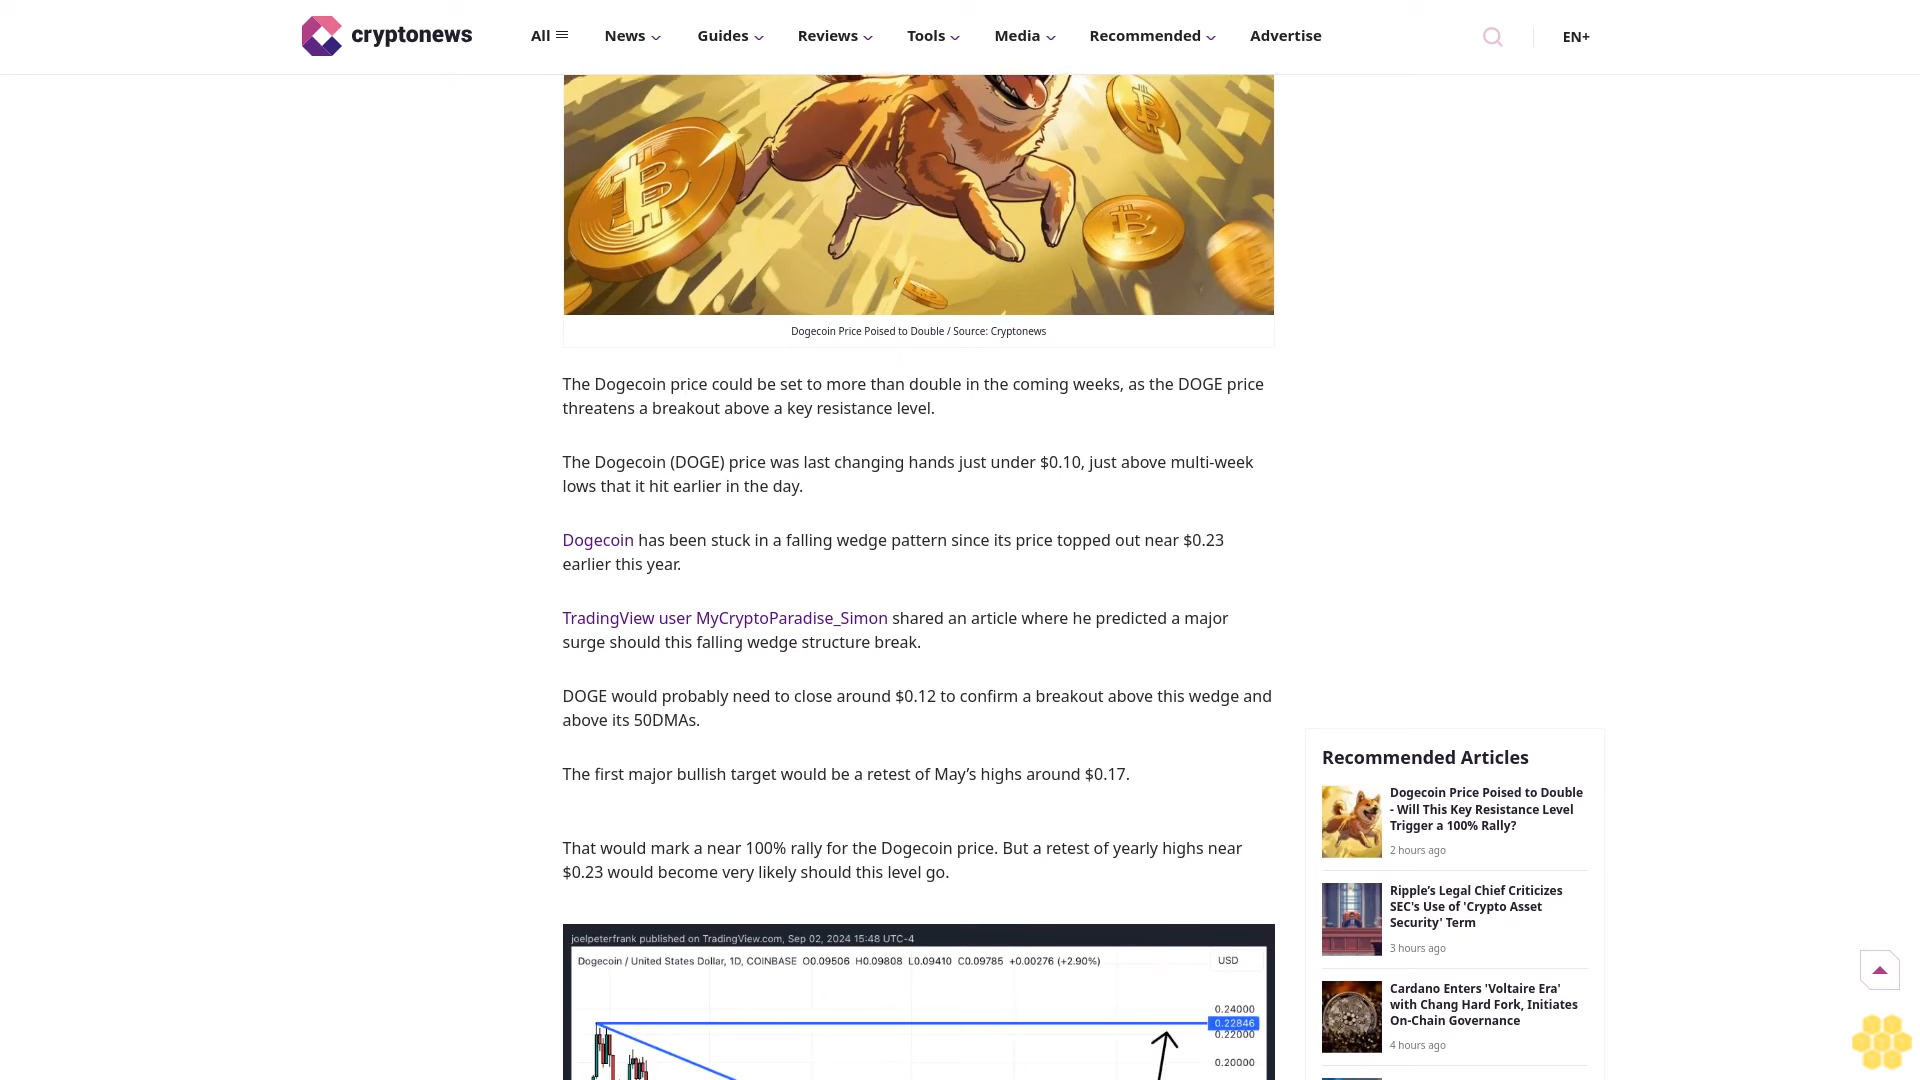 cryptonews
All
News
Guides
Reviews
Tools
Media
Recommended
Advertise
EN+
Dogecoin Price Poised to Double / Source: Cryptonews
The Dogecoin price could be set to more than double in the coming weeks, as the DOGE price
threatens a breakout above a key resistance level.
The Dogecoin (DOGE) price was last changing hands just under $0.10, just above multi-week
lows that it hit earlier in the day.
Dogecoin has been stuck in a falling wedge pattern since its price topped out near $0.23
earlier this year.
TradingView user MyCryptoParadise_Simon shared an article where he predicted a major
surge should this falling wedge structure break.
DOGE would probably need to close around $0.12 to confirm a breakout above this wedge and
above its 50DMAs.
The first major bullish target would be a retest of May’s highs around $0.17.
That would mark a near 100% rally for the Dogecoin price. But a retest of yearly highs near
$0.23 would become very likely should this level go.
joelpeterfrank published on TradingView.com, Sep 02, 2024 15:48 UTC-4
Dogecoin / United States Dollar, 1D, COINBASE O0.09506 H0.09808 L0.09410 C0.09785 +0.00276 (+2.90%)
USD
0.24000
0.22846
0.22000
0.20000
Recommended Articles
Dogecoin Price Poised to Double
- Will This Key Resistance Level
Trigger a 100% Rally?
2 hours ago
Ripple’s Legal Chief Criticizes
SEC's Use of 'Crypto Asset
Security' Term
3 hours ago
Cardano Enters 'Voltaire Era'
with Chang Hard Fork, Initiates
On-Chain Governance
4 hours ago